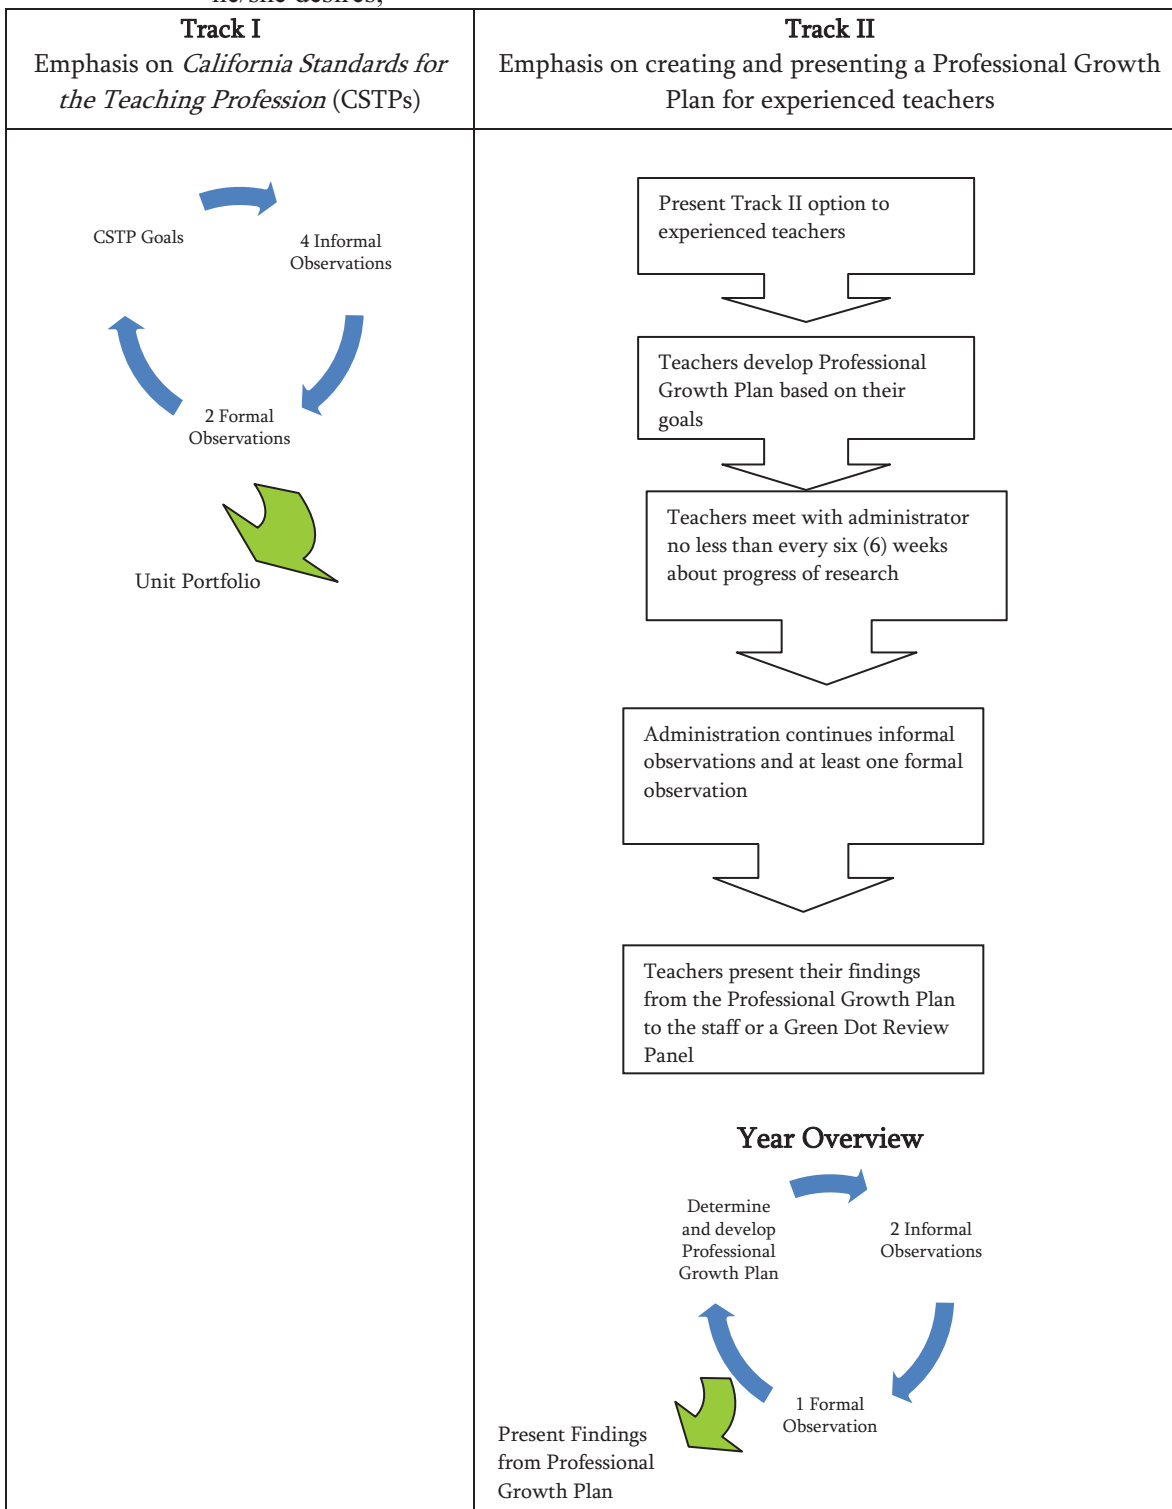 he/she desires;
Track I
Emphasis on California Standards for
the Teaching Profession (CSTPs)
CSTP Goals
4 Informal
Observations
2 Formal
Observations
Unit Portfolio
Track II
Emphasis on creating and presenting a Professional Growth
Plan for experienced teachers
Present Track II option to
experienced teachers
Teachers develop Professional
Growth Plan based on their
goals
Teachers meet with administrator
no less than every six (6) weeks
about progress of research
Administration continues informal
observations and at least one formal
observation
Teachers present their findings
from the Professional Growth Plan
to the staff or a Green Dot Review
Panel
Year Overview
Determine
and develop
Professional
Growth Plan
2 Informal
Observations
1 Formal
Observation
Present Findings
from Professional
Growth Plan